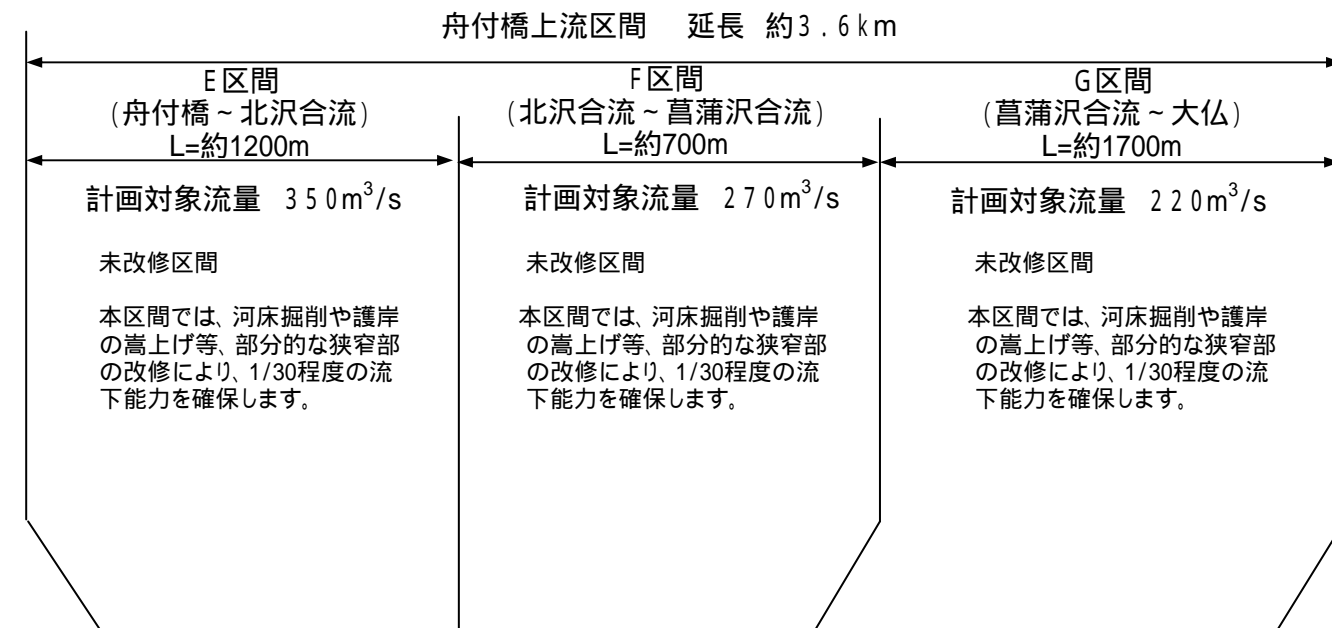 舟付橋上流区間 延長 約3.6km
E区間
(舟付橋~北沢合流)
L=約1200m
計画対象流量 350m³/s
未改修区間
本区間では、河床掘削や護岸
の嵩上げ等、部分的な狭窄部
の改修により、1/30程度の流
下能力を確保します。
F区間
(北沢合流~菖蒲沢合流)
L=約700m
計画対象流量 270m³/s
未改修区間
本区間では、河床掘削や護岸
の嵩上げ等、部分的な狭窄部
の改修により、1/30程度の流
下能力を確保します。
G区間
(菖蒲沢合流~大仏)
L=約1700m
計画対象流量 220m³/s
未改修区間
本区間では、河床掘削や護岸
の嵩上げ等、部分的な狭窄部
の改修により、1/30程度の流
下能力を確保します。